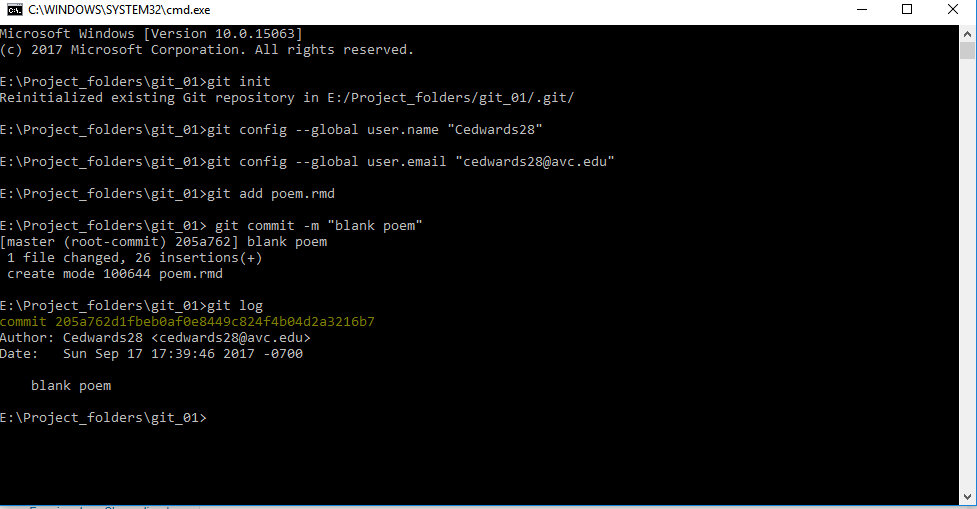 C:\WINDOWS\SYSTEM32\cmd.exe
Microsoft Windows [Version 10.0.15063]
(c) 2017 Microsoft Corporation. All rights reserved.
E:\Project_folders\git_01>git init
Reinitialized existing Git repository in E:/Project_folders/git_01/.git/
E:\Project_folders\git_01>git config --global user.name "Cedwards28"
E:\Project_folders\git_01>git config --global user.email "cedwards28@avc.edu"
E:\Project_folders\git_01>git add poem.rmd
E:\Project_folders\git_01> git commit -m "blank poem"
[master (root-commit) 205a762] blank poem
 1 file changed, 26 insertions(+)
 create mode 100644 poem.rmd
E:\Project_folders\git_01>git log
commit 205a762d1fbeb0af0e8449c824f4b04d2a3216b7
Author: Cedwards28 <cedwards28@avc.edu>
Date:   Sun Sep 17 17:39:46 2017 -0700
    blank poem
E:\Project_folders\git_01>